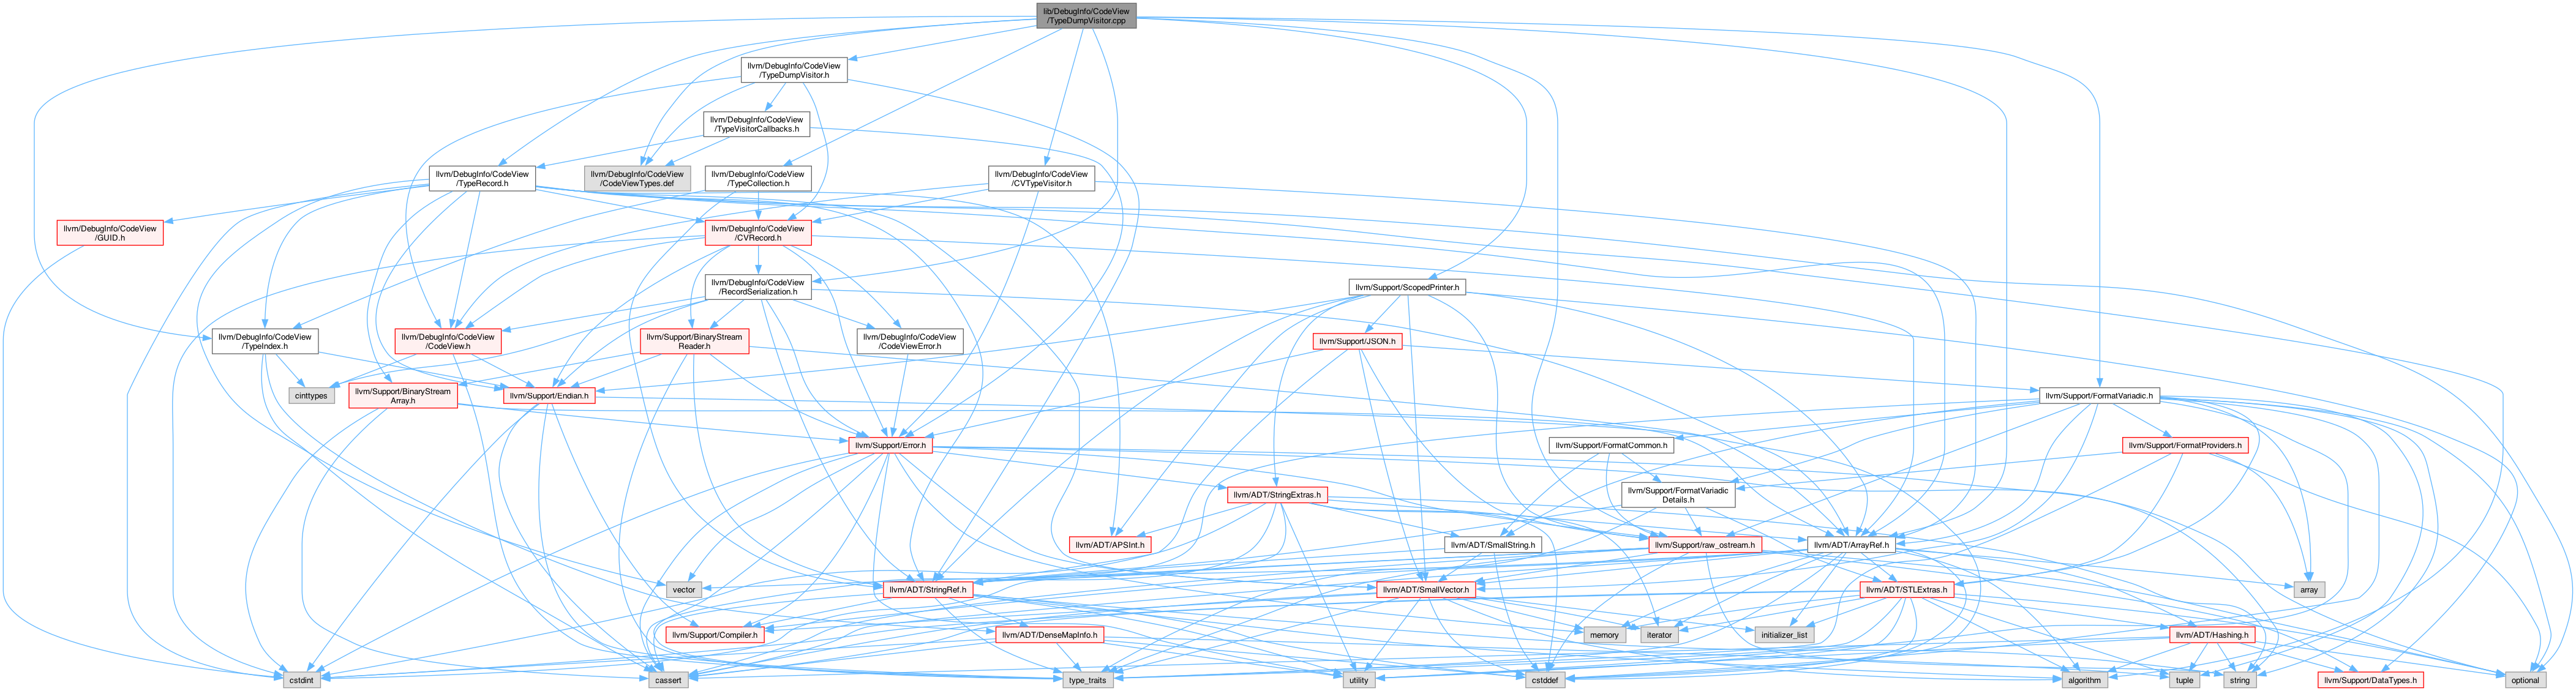 lib/DebugInfo/CodeView
/TypeDumpVisitor.cpp
llvm/DebugInfo/CodeView
/TypeDumpVisitor.h
llvm/DebugInfo/CodeView
/TypeVisitorCallbacks.h
llvm/DebugInfo/CodeView
/TypeRecord.h
llvm/DebugInfo/CodeView
/CodeViewTypes.def
llvm/DebugInfo/CodeView
/TypeCollection.h
llvm/DebugInfo/CodeView
/CVTypeVisitor.h
llvm/DebugInfo/CodeView
/GUID.h
llvm/DebugInfo/CodeView
/CVRecord.h
llvm/DebugInfo/CodeView
/RecordSerialization.h
llvm/Support/ScopedPrinter.h
llvm/DebugInfo/CodeView
/TypeIndex.h
llvm/DebugInfo/CodeView
/CodeView.h
llvm/Support/BinaryStream
Reader.h
llvm/DebugInfo/CodeView
/CodeViewError.h
llvm/Support/JSON.h
cinttypes
llvm/Support/BinaryStream
Array.h
llvm/Support/Endian.h
llvm/Support/FormatVariadic.h
llvm/Support/Error.h
llvm/Support/FormatCommon.h
llvm/Support/FormatProviders.h
llvm/ADT/StringExtras.h
llvm/Support/FormatVariadic
Details.h
llvm/ADT/APSInt.h
llvm/ADT/SmallString.h
llvm/Support/raw_ostream.h
llvm/ADT/ArrayRef.h
vector
llvm/ADT/StringRef.h
llvm/ADT/SmallVector.h
llvm/ADT/STLExtras.h
array
llvm/Support/Compiler.h
llvm/ADT/DenseMapInfo.h
memory
iterator
initializer_list
llvm/ADT/Hashing.h
cstdint
cassert
type_traits
utility
cstddef
algorithm
tuple
string
llvm/Support/DataTypes.h
optional